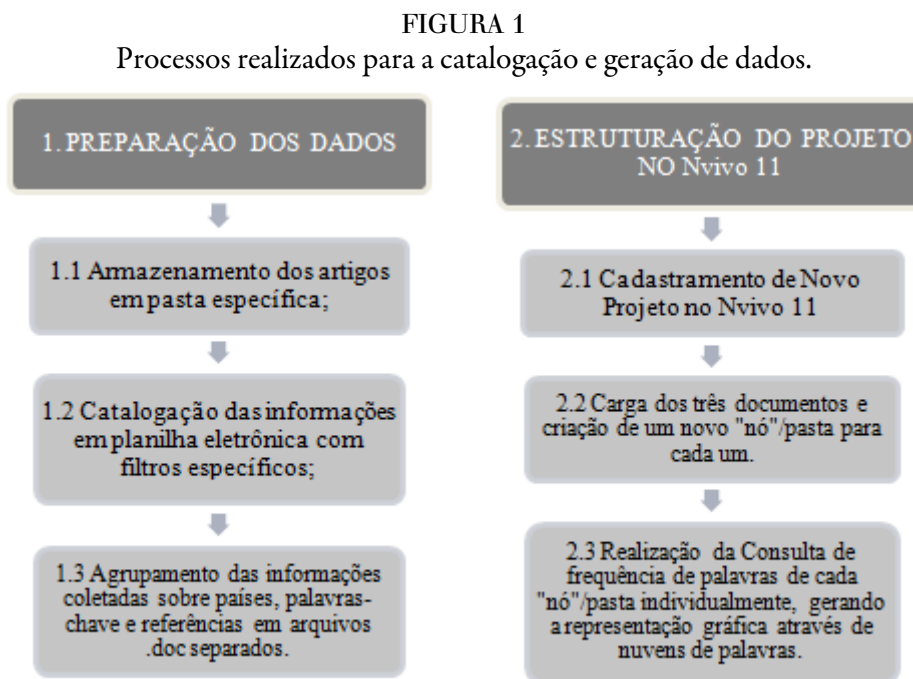 FIGURA 1
Processos realizados para a catalogação e geração de dados.
1. PREPARAÇÃO DOS DADOS
1.1 Armazenamento dos artigos
em pasta específica;
1.2 Catalogação das informações
em planilha eletrônica com
filtros específicos;
1.3 Agrupamento das informações
coletadas sobre países, palavras-
chave e referências em arquivos
.doc separados.
2. ESTRUTURAÇÃO DO PROJETO
NO Nvivo 11
2.1 Cadastramento de Novo
Projeto no Nvivo 11
2.2 Carga dos três documentos e
criação de um novo "nó"/pasta para
cada um.
2.3 Realização da Consulta de
frequência de palavras de cada
"nó"/pasta individualmente, gerando
a representação gráfica através de
nuvens de palavras.